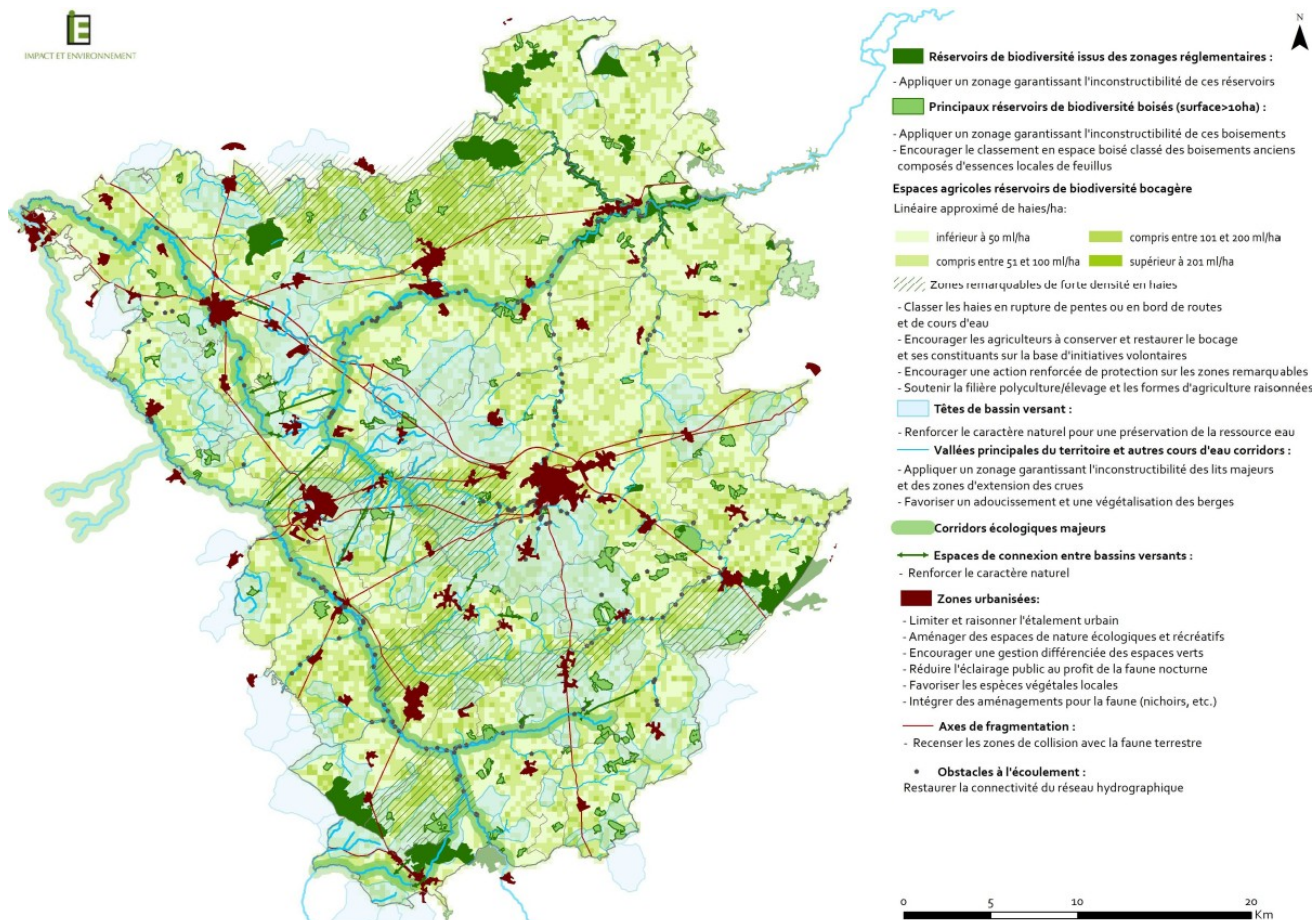 IE
IMPACT ET ENVIRONNEMENT
N
Réservoirs de biodiversité issus des zonages réglementaires :
- Appliquer un zonage garantissant l'inconstructibilité de ces réservoirs
Principaux réservoirs de biodiversité boisés (surface>10ha) :
- Appliquer un zonage garantissant l'inconstructibilité de ces boisements
- Encourager le classement en espace boisé classé des boisements anciens
composés d'essences locales de feuillus
Espaces agricoles réservoirs de biodiversité bocagère
Linéaire approximé de haies/ha:
inférieur à 50 ml/ha
compris entre 101 et 200 ml/ha
compris entre 51 et 100 ml/ha
supérieur à 201 ml/ha
Zones remarquables de forte densité en haies
- Classer les haies en rupture de pentes ou en bord de routes
et de cours d'eau
- Encourager les agriculteurs à conserver et restaurer le bocage
et ses constituants sur la base d'initiatives volontaires
- Encourager une action renforcée de protection sur les zones remarquables
- Soutenir la filière polyculture/élevage et les formes d'agriculture raisonnées
Têtes de bassin versant :
- Renforcer le caractère naturel pour une préservation de la ressource eau
Vallées principales du territoire et autres cours d'eau corridors :
- Appliquer un zonage garantissant l'inconstructibilité des lits majeurs
et des zones d'extension des crues
- Favoriser un adoucissement et une végétalisation des berges
Corridors écologiques majeurs
Espaces de connexion entre bassins versants :
- Renforcer le caractère naturel
Zones urbanisées:
- Limiter et raisonner l'étalement urbain
- Aménager des espaces de nature écologiques et récréatifs
- Encourager une gestion différenciée des espaces verts
- Réduire l'éclairage public au profit de la faune nocturne
- Favoriser les espèces végétales locales
- Intégrer des aménagements pour la faune (nichoirs, etc.)
Axes de fragmentation :
- Recenser les zones de collision avec la faune terrestre
Obstacles à l'écoulement :
Restaurer la connectivité du réseau hydrographique
0 5 10 20
Km